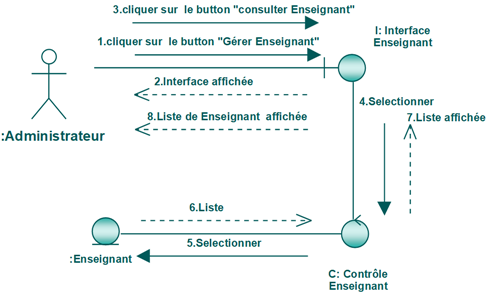 3.cliquer sur le button "consulter Enseignant"
1.cliquer sur le button "Gérer Enseignant"
I: Interface
Enseignant
2.Interface affichée
8.Liste de Enseignant affichée
:Administrateur
4.Selectionner
7.Liste affichée
6.Liste
5.Selectionner
:Enseignant
C: Contrôle
Enseignant